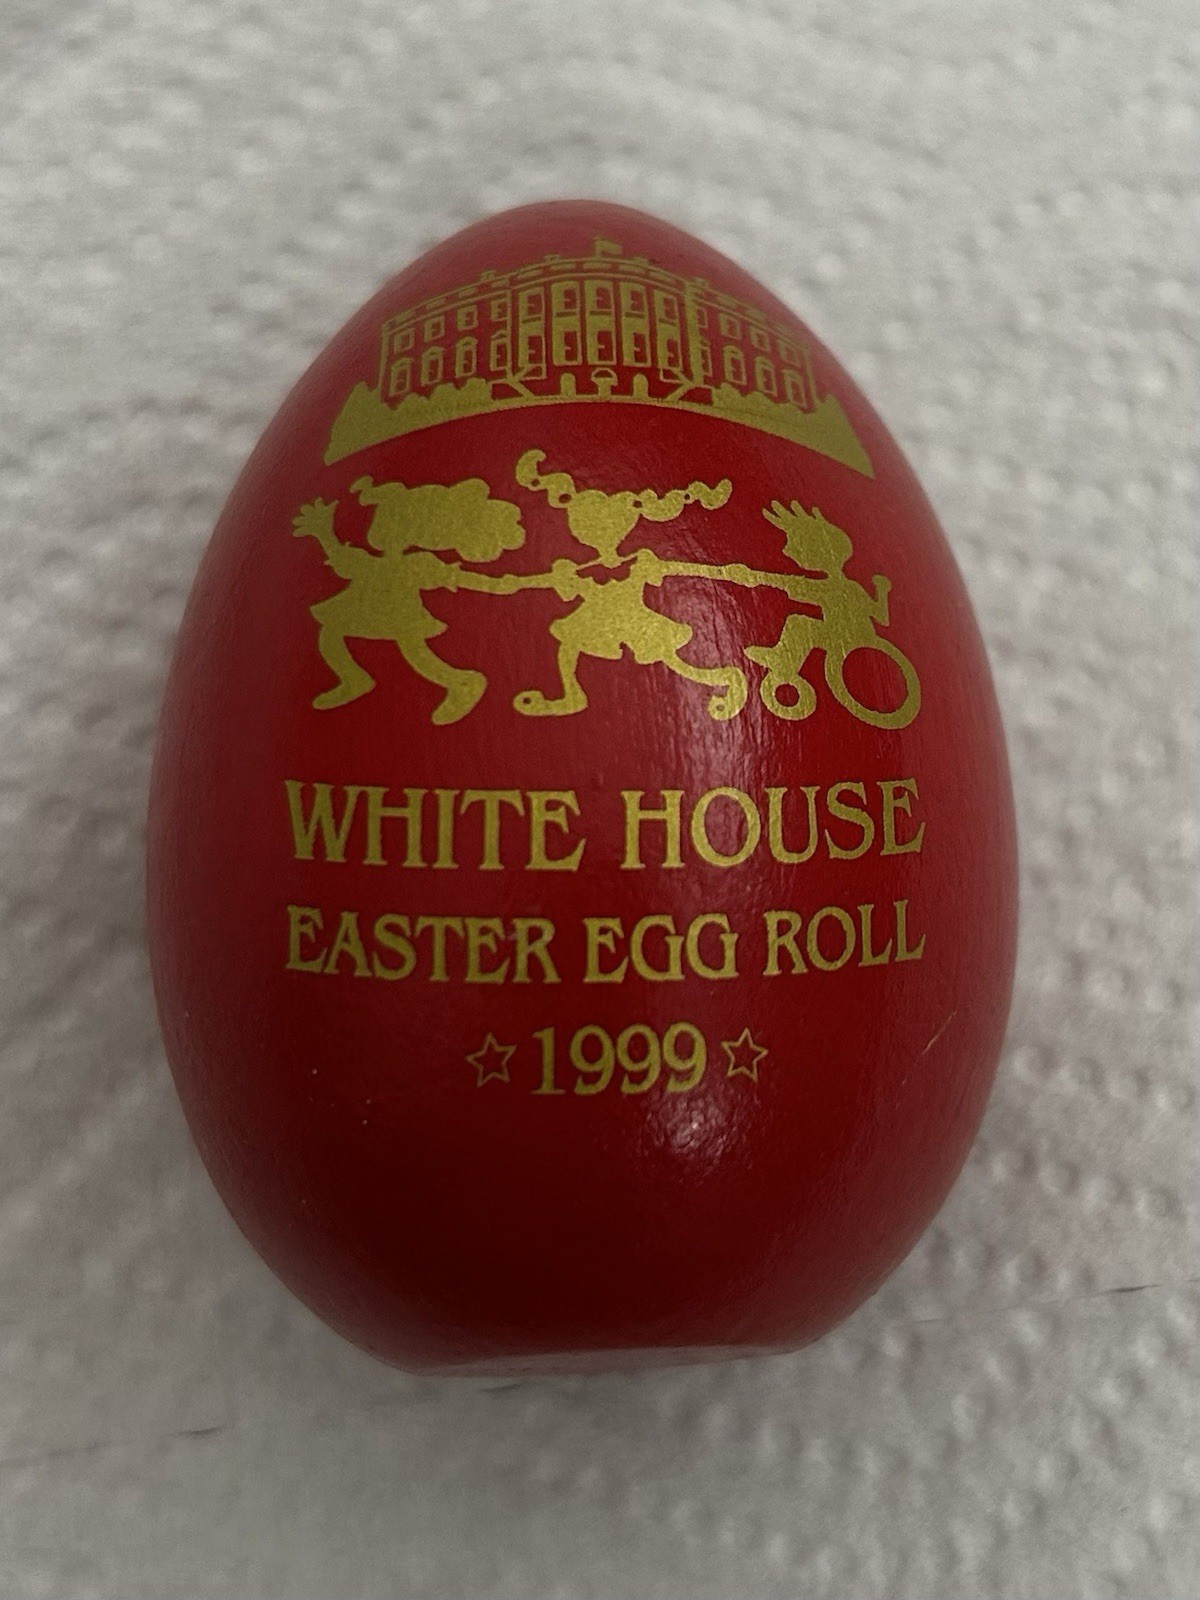 WHITE HOUSE
EASTER EGG ROLL
☆ 1999 ☆